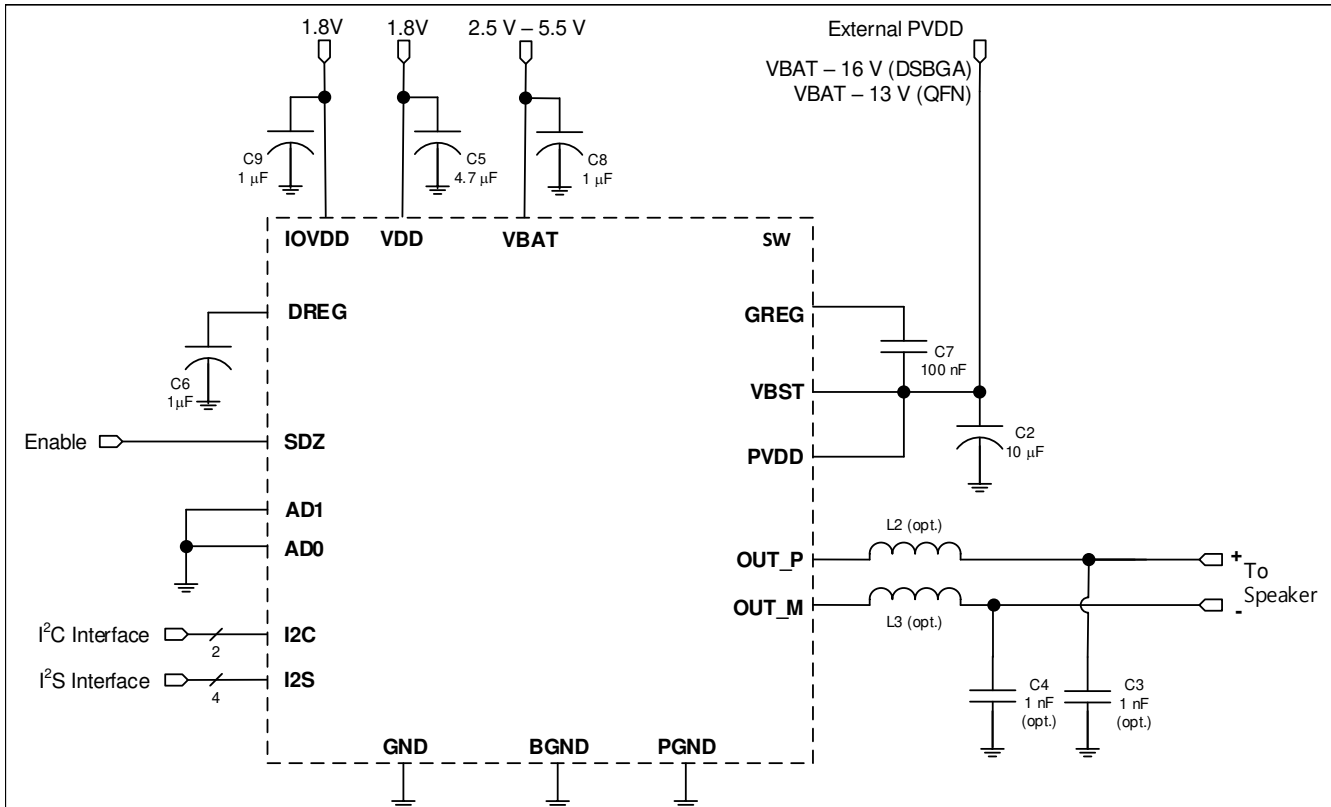 1.8V
1.8V
2.5 V – 5.5 V
External PVDD
VBAT – 16 V (DSBGA)
VBAT – 13 V (QFN)
C9
1 μF
C5
4.7 μF
C8
1 μF
IOVDD
VDD
VBAT
SW
DREG
GREG
C6
1μF
C7
100 nF
VBST
Enable
SDZ
C2
10 μF
PVDD
AD1
AD0
L2 (opt.)
OUT_P
+
To
Speaker
-
OUT_M
L3 (opt.)
I²C Interface
2
I2C
I²S Interface
4
I2S
C4
1 nF
(opt.)
C3
1 nF
(opt.)
GND
BGND
PGND